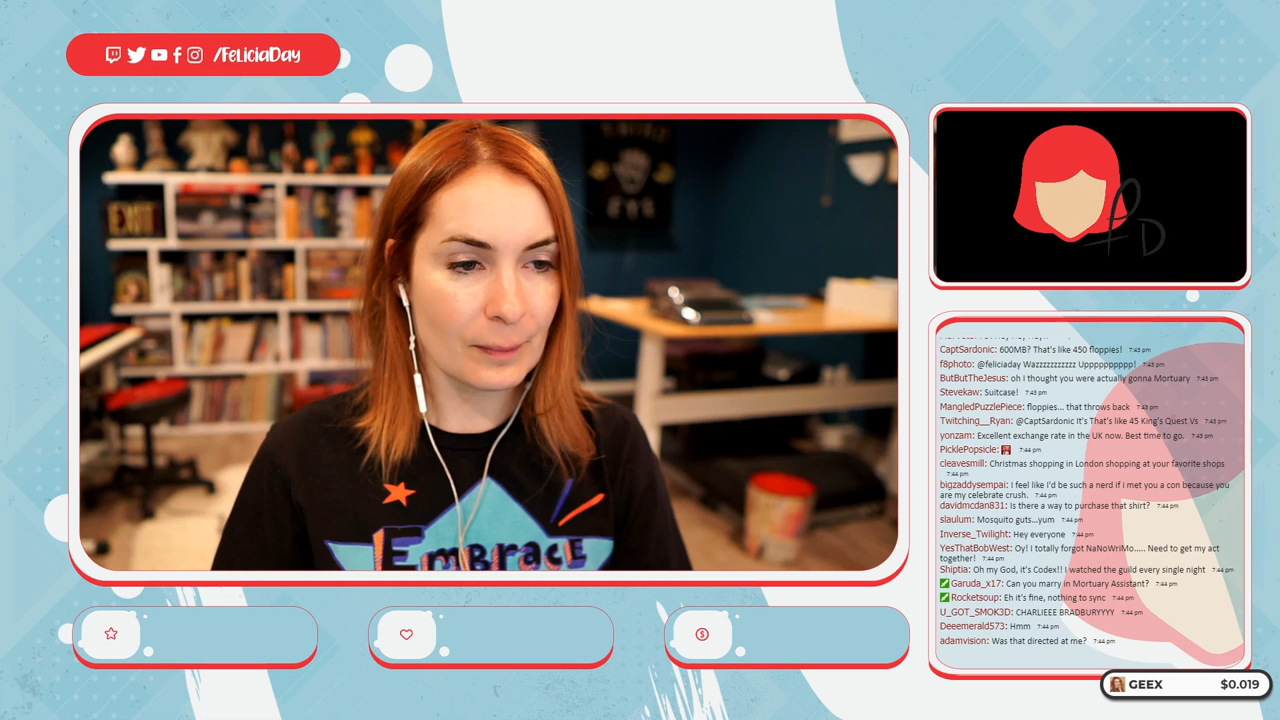 /FeliciaDay
EXIT
EYE
EmbracE
D
CaptSardonic: 600MB? That's like 450 floppies! 7:43 pm
f8photo: @feliciaday Wazzzzzzzzzz Uppppppppp! 7:43 pm
ButButTheJesus: oh I thought you were actually gonna Mortuary 7:43 pm
Stevekaw: Suitcase! 7:43 pm
MangledPuzzlePiece: floppies... that throws back 7:43 pm
Twitching__Ryan: @CaptSardonic It's That's like 45 King's Quest Vs 7:43 pm
yonzam: Excellent exchange rate in the UK now. Best time to go. 7:43 pm
PicklePopsicle: 7:44 pm
cleavesmill: Christmas shopping in London shopping at your favorite shops
7:44 pm
bigzaddysempai: I feel like I'd be such a nerd if i met you a con because you
are my celebrate crush. 7:44 pm
davidmcdan831: Is there a way to purchase that shirt? 7:44 pm
slaulum: Mosquito guts...yum 7:44 pm
Inverse_Twilight: Hey everyone 7:44 pm
YesThatBobWest: Oy! I totally forgot NaNoWriMo..... Need to get my act
together! 7:44 pm
Shiptia: Oh my God, it's Codex!! I watched the guild every single night 7:44 pm
Garuda_x17: Can you marry in Mortuary Assistant? 7:44 pm
Rocketsoup: Eh it's fine, nothing to sync 7:44 pm
U_GOT_SMOK3D: CHARLIEEE BRADBURYYYY 7:44 pm
Deeemerald573: Hmm 7:44 pm
adamvision: Was that directed at me? 7:44 pm
GEEX $0.019